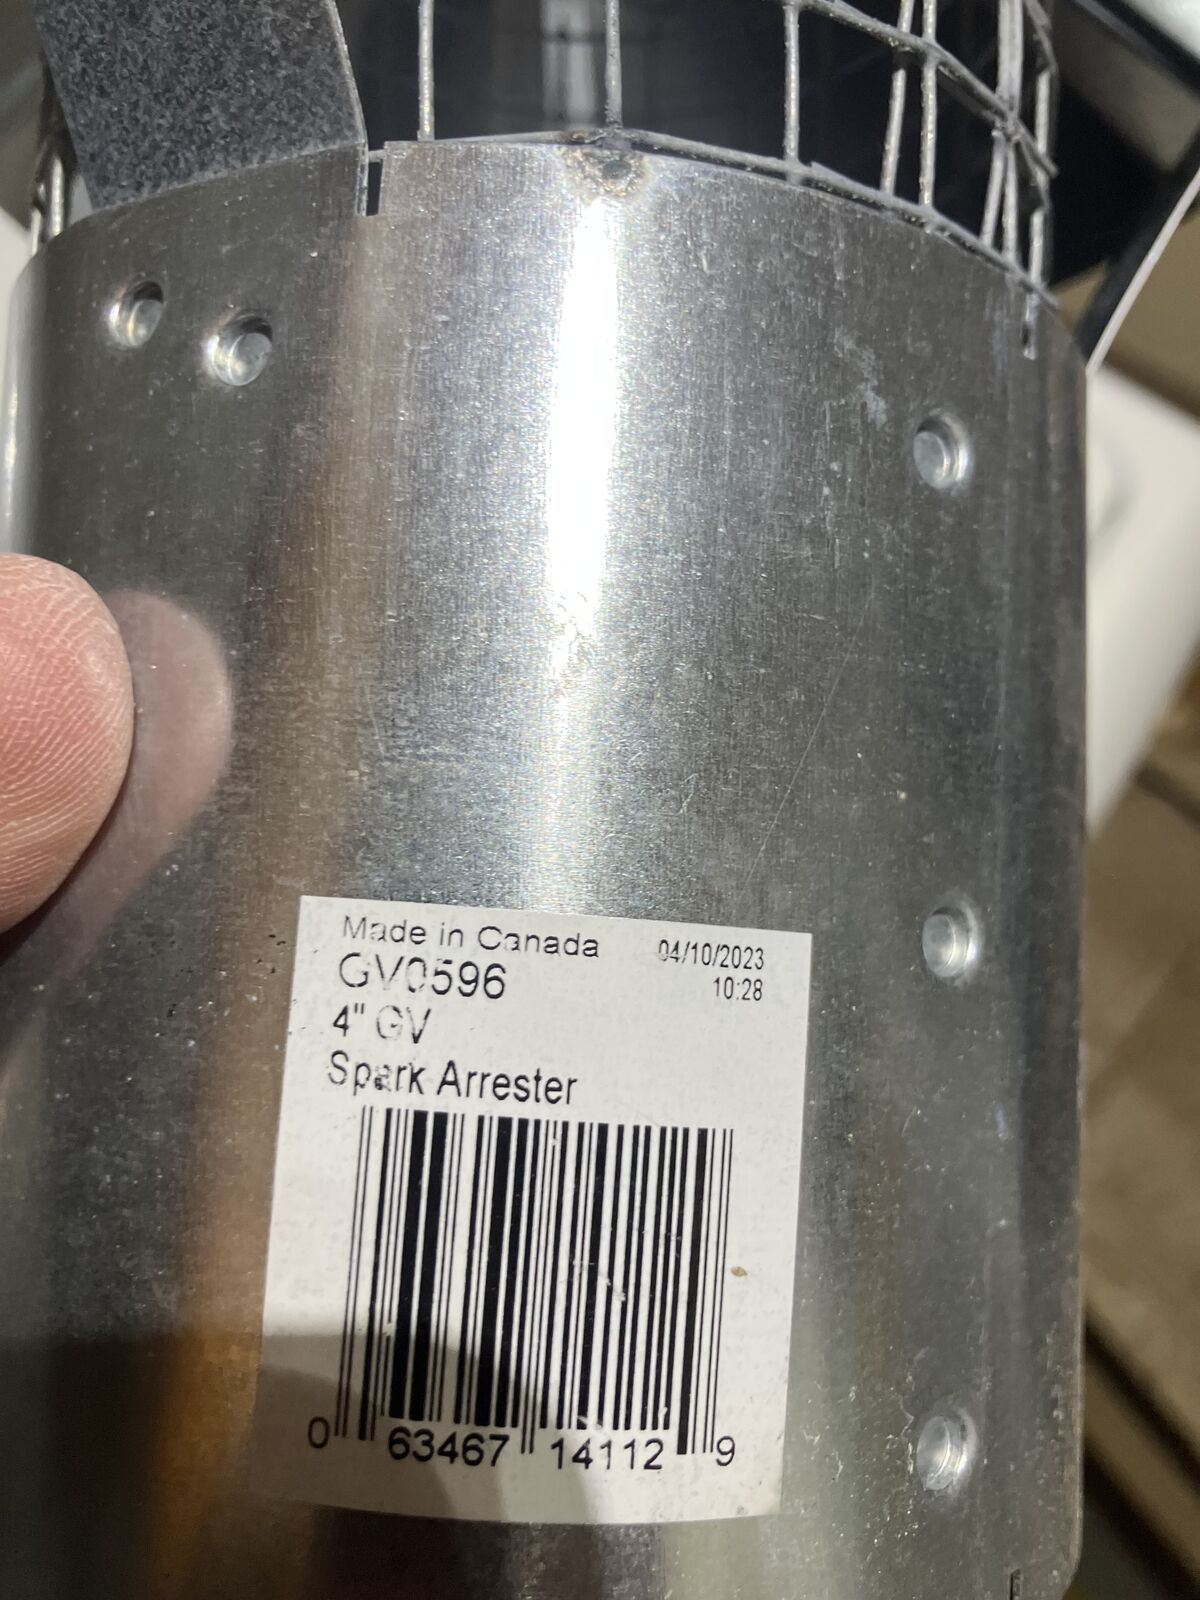 Made in Canada 04/10/2023
GV0596 10:28
4" GV
Spark Arrester
0 63467 14112 9